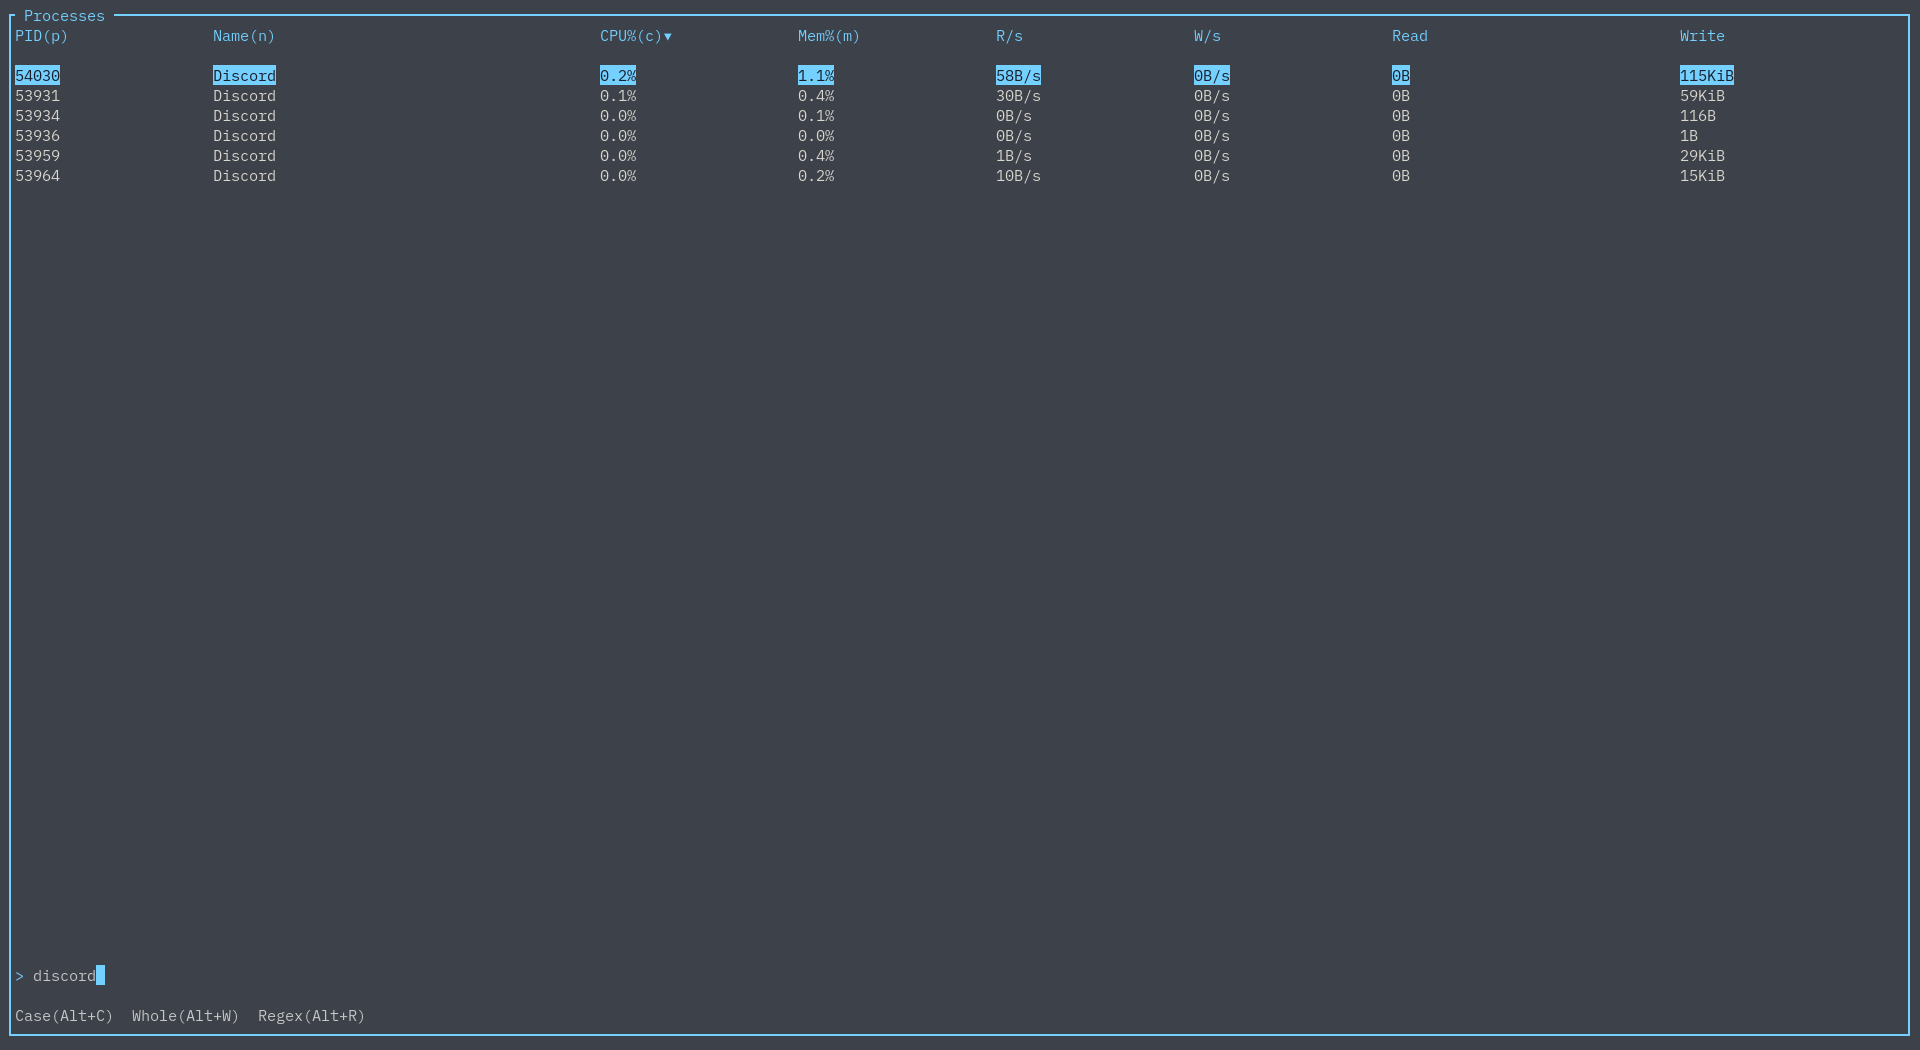 Processes
PID(p) Name(n) CPU%(c)▼ Mem%(m) R/s W/s Read Write
54030 Discord 0.2% 1.1% 58B/s 0B/s 0B 115KiB
53931 Discord 0.1% 0.4% 30B/s 0B/s 0B 59KiB
53934 Discord 0.0% 0.1% 0B/s 0B/s 0B 116B
53936 Discord 0.0% 0.0% 0B/s 0B/s 0B 1B
53959 Discord 0.0% 0.4% 1B/s 0B/s 0B 29KiB
53964 Discord 0.0% 0.2% 10B/s 0B/s 0B 15KiB
> discord
Case(Alt+C) Whole(Alt+W) Regex(Alt+R)